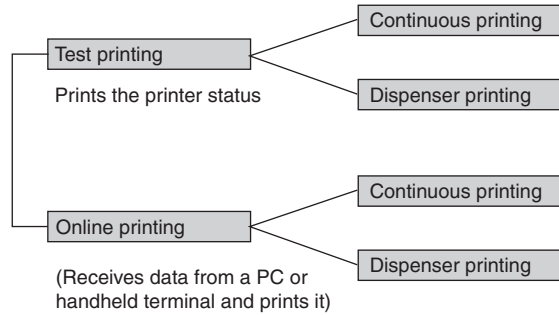 Continuous printing
Test printing
Prints the printer status
Dispenser printing
Continuous printing
Online printing
(Receives data from a PC or
handheld terminal and prints it)
Dispenser printing